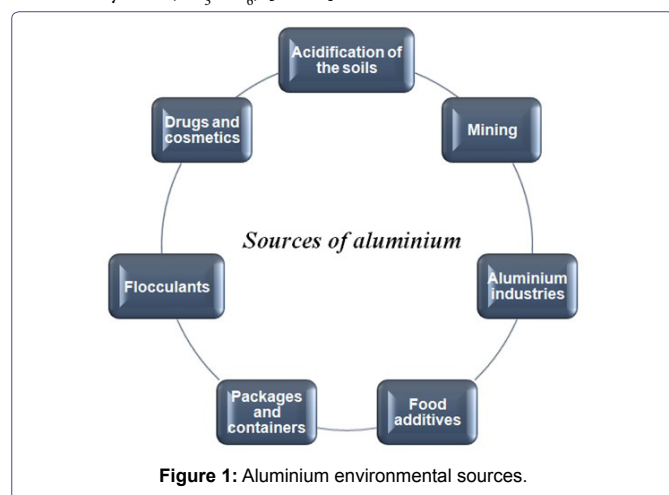 Acidification of
the soils
Drugs and
cosmetics
Mining
Sources of aluminium
Flocculants
Aluminium
industries
Packages
and
containers
Food
additives
Figure 1: Aluminium environmental sources.